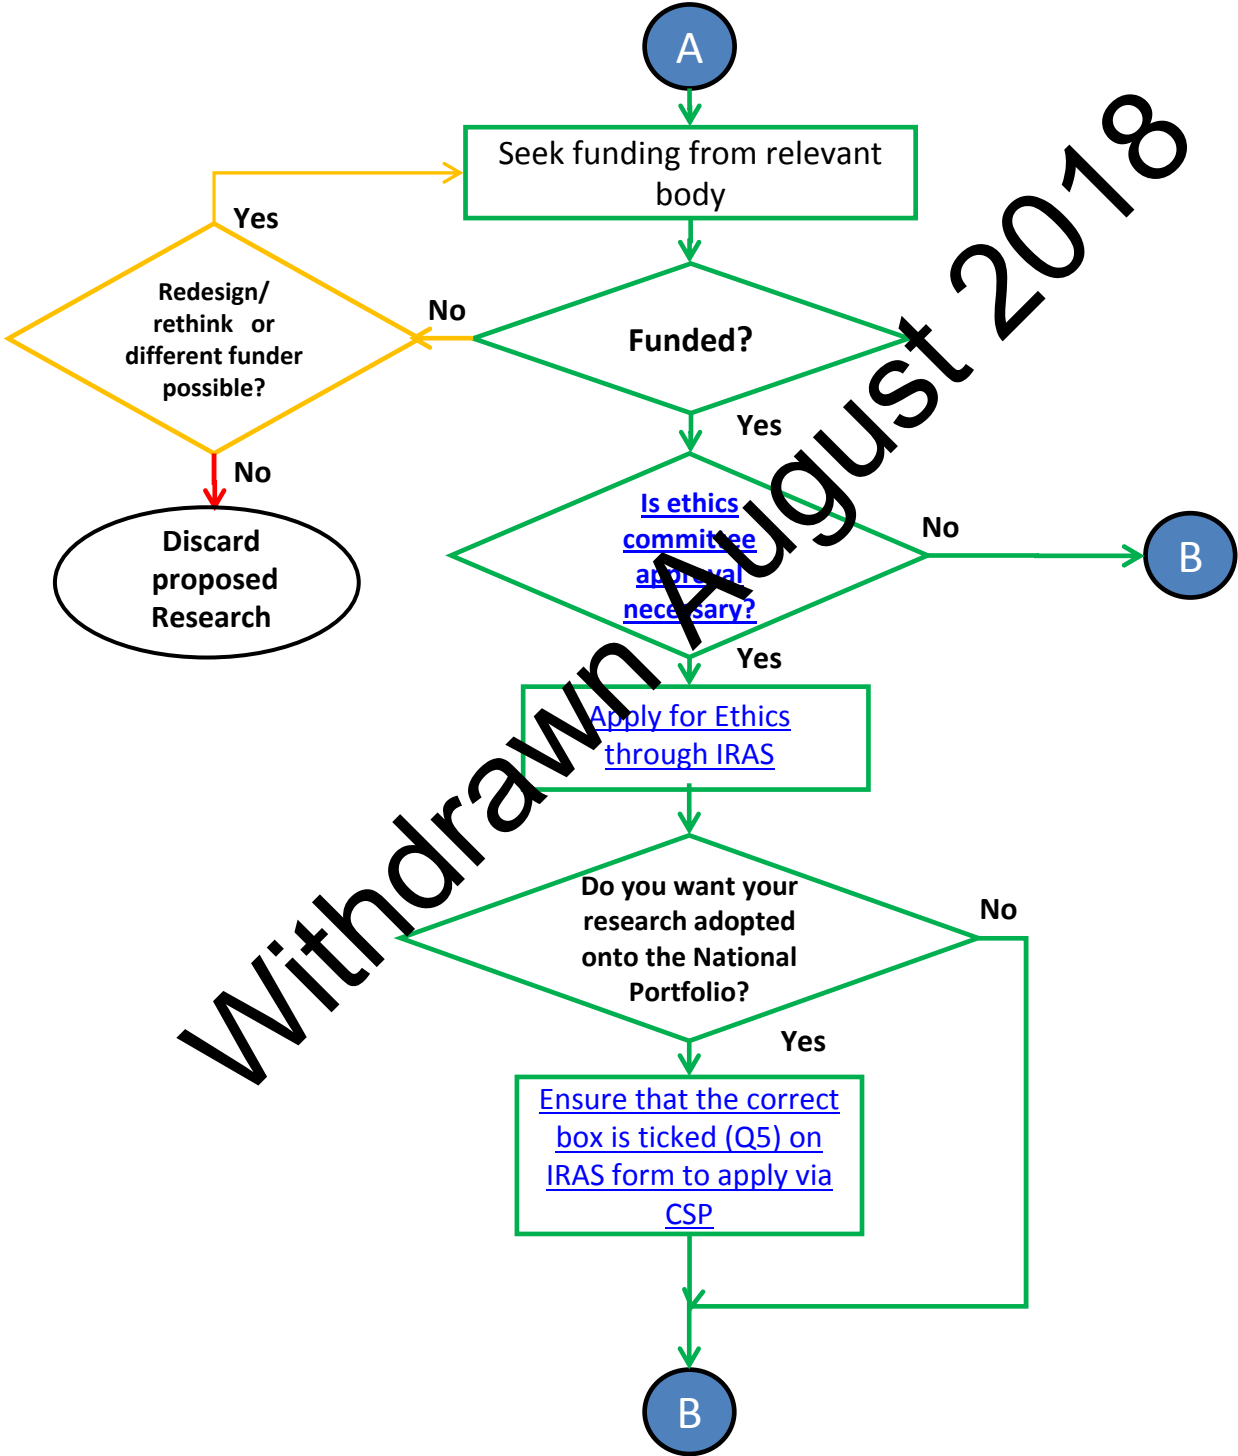 A
Seek funding from relevant
body
Yes
Redesign/
rethink or
different funder
possible?
No
Funded?
Yes
No
Discard
proposed
Research
Is ethics
committee
approval
necessary?
No
B
Yes
Apply for Ethics
through IRAS
Do you want your
research adopted
onto the National
Portfolio?
No
Yes
Ensure that the correct
box is ticked (Q5) on
IRAS form to apply via
CSP
B
Withdrawn August 2018